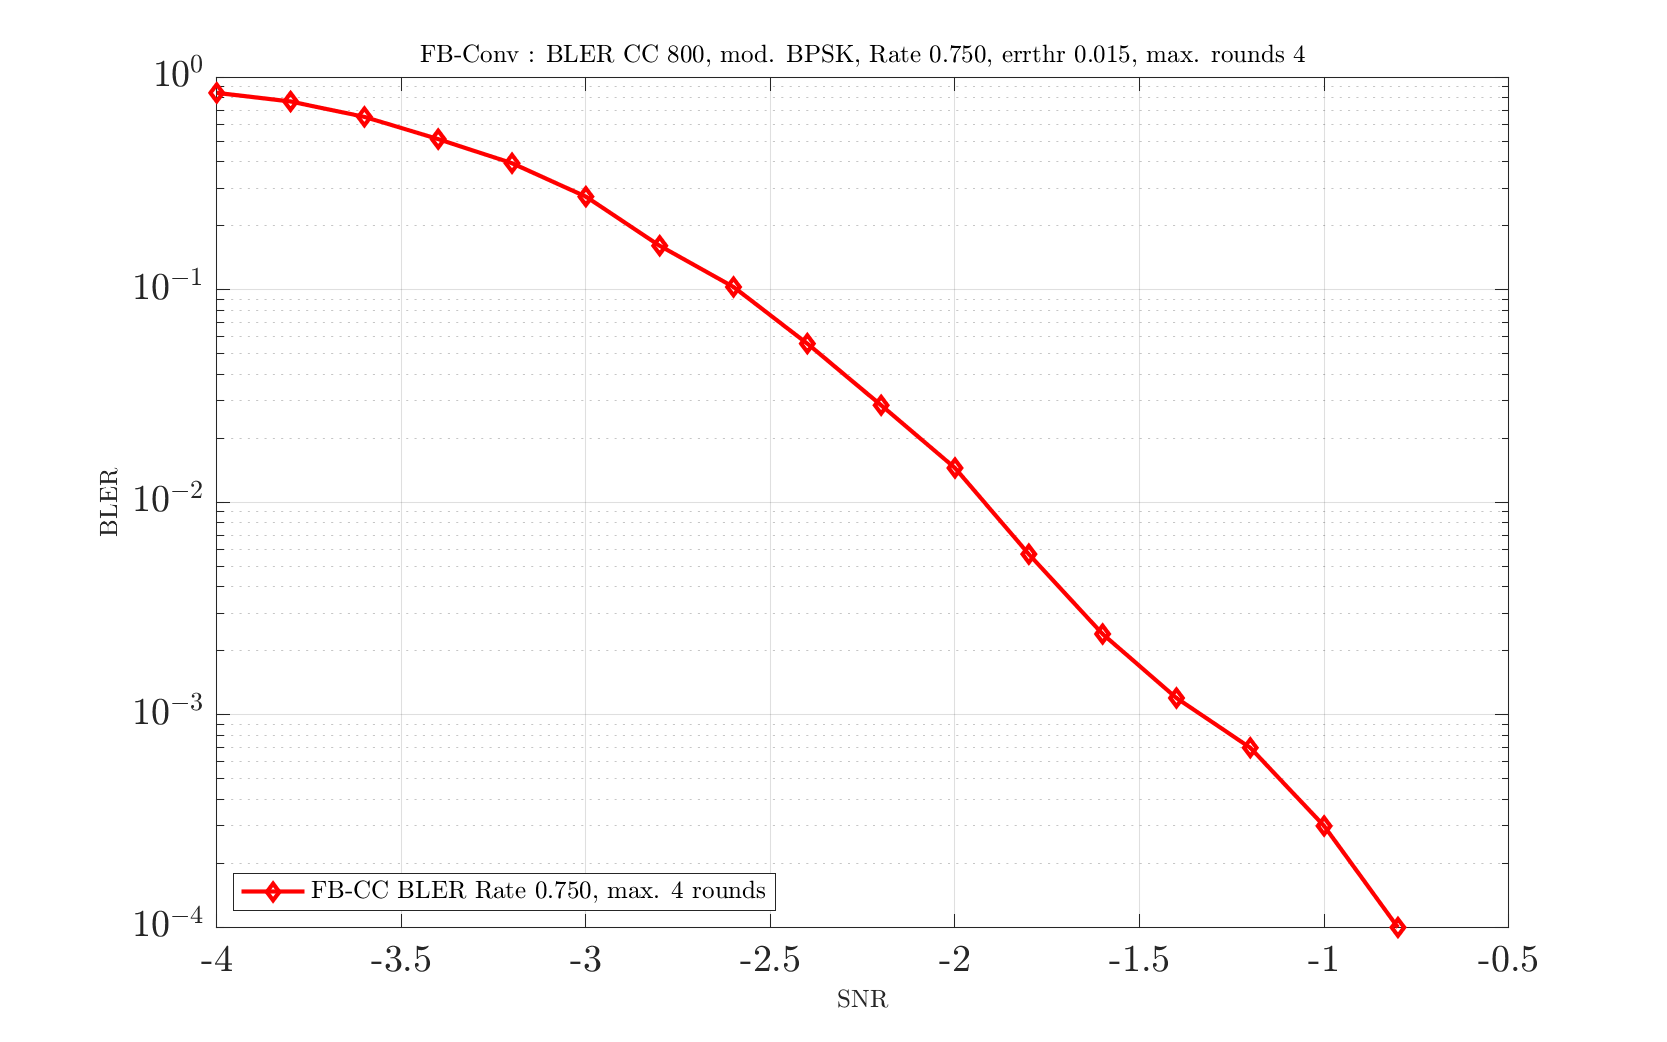 FB-Conv : BLER CC 800, mod. BPSK, Rate 0.750, errthr 0.015, max. rounds 4
10^0
10^{-1}
10^{-2}
10^{-3}
10^{-4}
BLER
FB-CC BLER Rate 0.750, max. 4 rounds
-4 -3.5 -3 -2.5 -2 -1.5 -1 -0.5
SNR